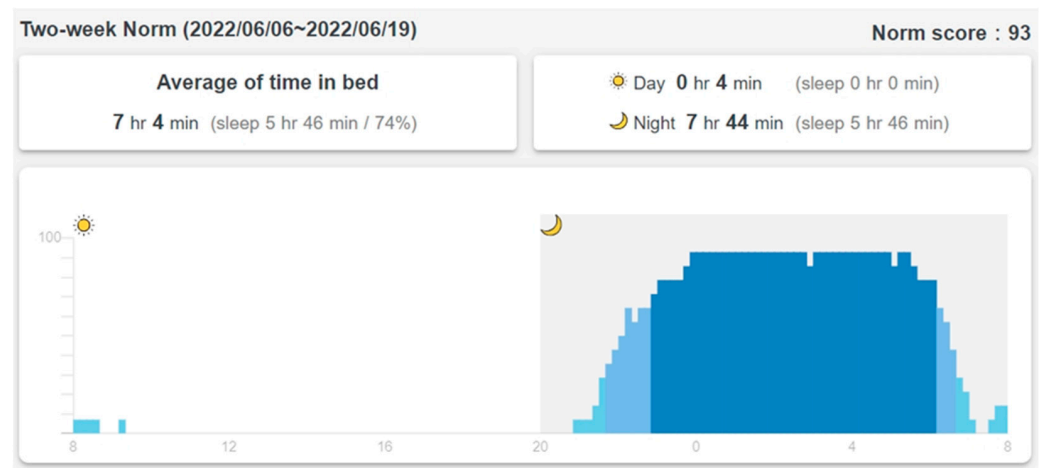 Two-week Norm (2022/06/06~2022/06/19)
Norm score : 93
Average of time in bed
7 hr 4 min (sleep 5 hr 46 min / 74%)
Day 0 hr 4 min (sleep 0 hr 0 min)
Night 7 hr 44 min (sleep 5 hr 46 min)
100
8 12 16 20 0 4 8